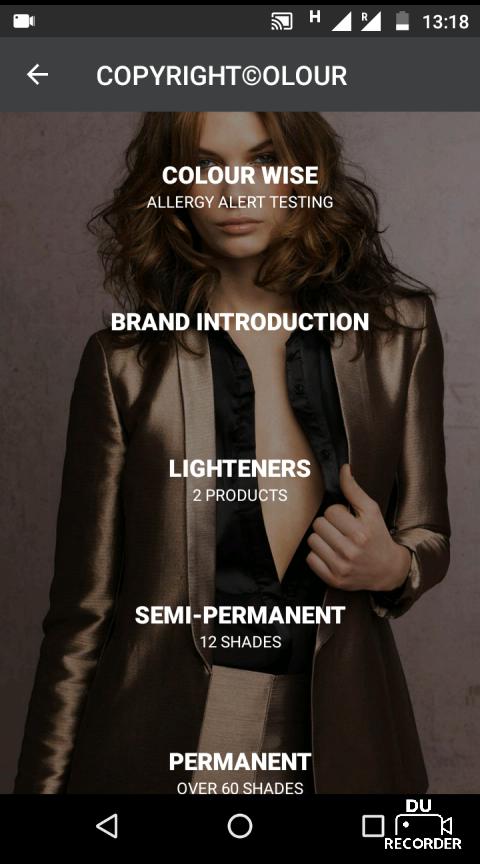 H R 13:18
COPYRIGHT©OLOUR
COLOUR WISE
ALLERGY ALERT TESTING
BRAND INTRODUCTION
LIGHTENERS
2 PRODUCTS
SEMI-PERMANENT
12 SHADES
PERMANENT
OVER 60 SHADES
DU
RECORDER